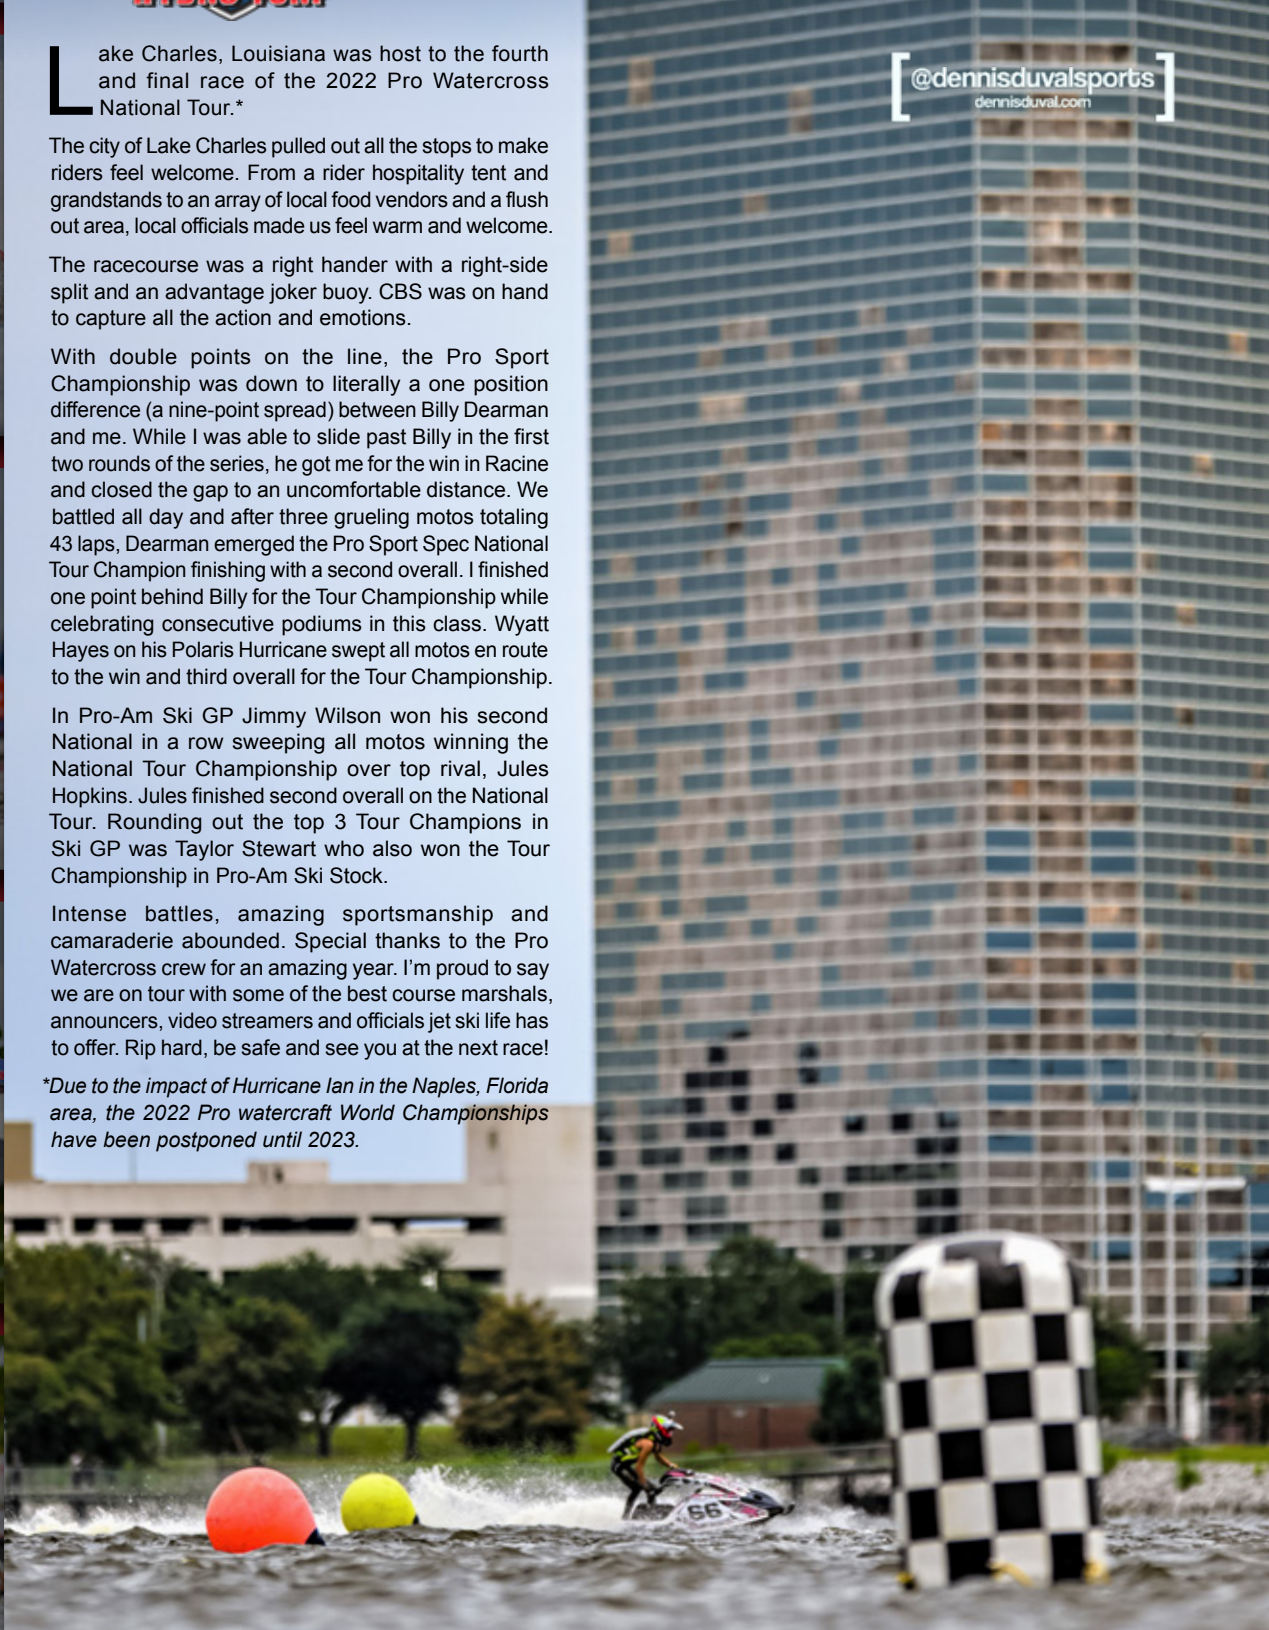 Lake Charles, Louisiana was host to the fourth
and final race of the 2022 Pro Watercross
National Tour.*
The city of Lake Charles pulled out all the stops to make
riders feel welcome. From a rider hospitality tent and
grandstands to an array of local food vendors and a flush
out area, local officials made us feel warm and welcome.
The racecourse was a right hander with a right-side
split and an advantage joker buoy. CBS was on hand
to capture all the action and emotions.
With double points on the line, the Pro Sport
Championship was down to literally a one position
difference (a nine-point spread) between Billy Dearman
and me. While I was able to slide past Billy in the first
two rounds of the series, he got me for the win in Racine
and closed the gap to an uncomfortable distance. We
battled all day and after three grueling motos totaling
43 laps, Dearman emerged the Pro Sport Spec National
Tour Champion finishing with a second overall. I finished
one point behind Billy for the Tour Championship while
celebrating consecutive podiums in this class. Wyatt
Hayes on his Polaris Hurricane swept all motos en route
to the win and third overall for the Tour Championship.
In Pro-Am Ski GP Jimmy Wilson won his second
National in a row sweeping all motos winning the
National Tour Championship over top rival, Jules
Hopkins. Jules finished second overall on the National
Tour. Rounding out the top 3 Tour Champions in
Ski GP was Taylor Stewart who also won the Tour
Championship in Pro-Am Ski Stock.
Intense battles, amazing sportsmanship and
camaraderie abounded. Special thanks to the Pro
Watercross crew for an amazing year. I'm proud to say
we are on tour with some of the best course marshals,
announcers, video streamers and officials jet ski life has
to offer. Rip hard, be safe and see you at the next race!
*Due to the impact of Hurricane Ian in the Naples, Florida
area, the 2022 Pro watercraft World Championships
have been postponed until 2023.
[@dennisduvalsports
dennisduval.com]
66